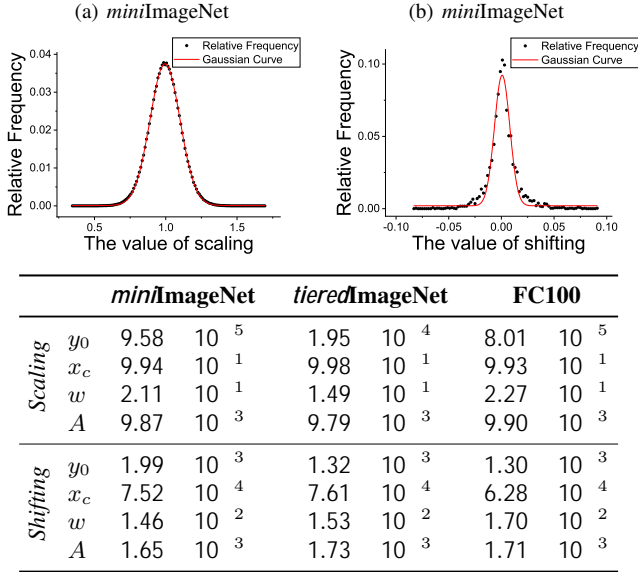 (a) miniImageNet
(b) miniImageNet
Relative Frequency
Gaussian Curve
0.04
0.03
0.02
0.01
0.00
Relative Frequency
0.5 1.0 1.5
The value of scaling
Relative Frequency
Gaussian Curve
0.10
0.05
0.00
Relative Frequency
-0.10 -0.05 0.00 0.05 0.10
The value of shifting
miniImageNet tieredImageNet FC100
Scaling
y0 9.58 10 5 1.95 10 4 8.01 10 5
xc 9.94 10 1 9.98 10 1 9.93 10 1
w 2.11 10 1 1.49 10 1 2.27 10 1
A 9.87 10 3 9.79 10 3 9.90 10 3
Shifting
y0 1.99 10 3 1.32 10 3 1.30 10 3
xc 7.52 10 4 7.61 10 4 6.28 10 4
w 1.46 10 2 1.53 10 2 1.70 10 2
A 1.65 10 3 1.73 10 3 1.71 10 3